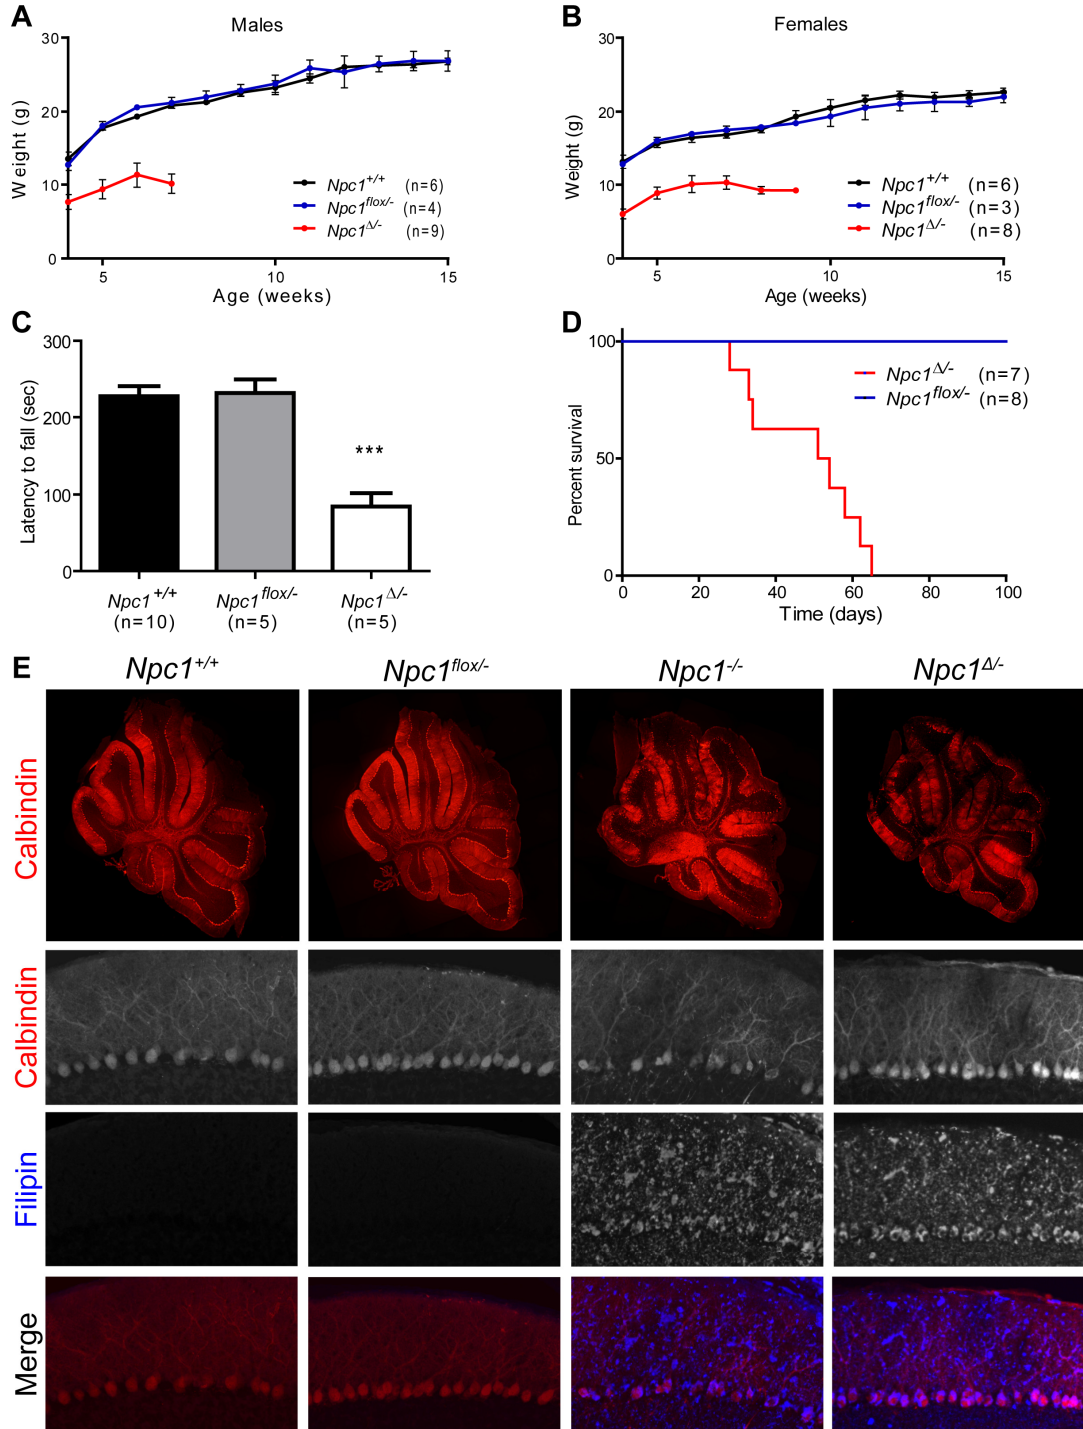 A
Males
30
20
10
0
Weight (g)
Npc1+/+ (n=6)
Npc1flox/- (n=4)
Npc1Δ/- (n=9)
5
10
15
Age (weeks)
B
Females
30
20
10
0
Weight (g)
Npc1+/+ (n=6)
Npc1flox/- (n=3)
Npc1Δ/- (n=8)
5
10
15
Age (weeks)
C
300
200
100
0
Latency to fall (sec)
***
Npc1+/+
(n=10)
Npc1flox/-
(n=5)
Npc1Δ/-
(n=5)
D
100
50
0
Percent survival
Npc1Δ/- (n=7)
Npc1flox/- (n=8)
0
20
40
60
80
100
Time (days)
E
Npc1+/+
Npc1flox/-
Npc1-/-
Npc1Δ/-
Calbindin
Calbindin
Filipin
Merge